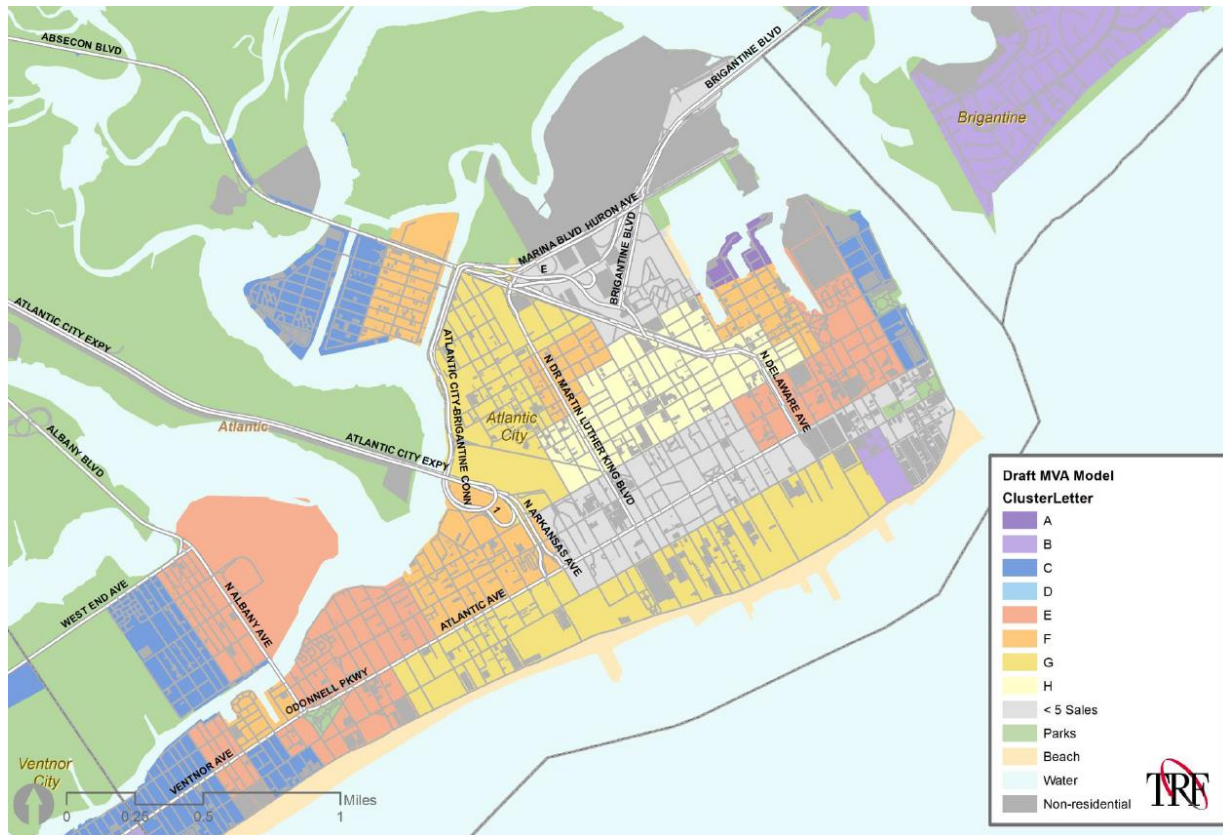 ABSECON BLVD
BRIGANTINE BLVD
Brigantine
MARINA BLVD
HURON AVE
E
BRIGANTINE BLVD
ATLANTIC CITY EXPY
ATLANTIC CITY-BRIGANTINE CONN
N DR MARTIN LUTHER KING BLVD
N DELAWARE AVE
Atlantic
City
Atlantic
ALBANY BLVD
ATLANTIC CITY EXPY
1
N ARKANSAS AVE
WEST END AVE
N ALBANY AVE
ATLANTIC AVE
ODONNELL PKWY
VENTNOR AVE
Ventnor
City
Miles
0 0.25 0.5 1
Draft MVA Model
ClusterLetter
A
B
C
D
E
F
G
H
< 5 Sales
Parks
Beach
Water
Non-residential
TRF